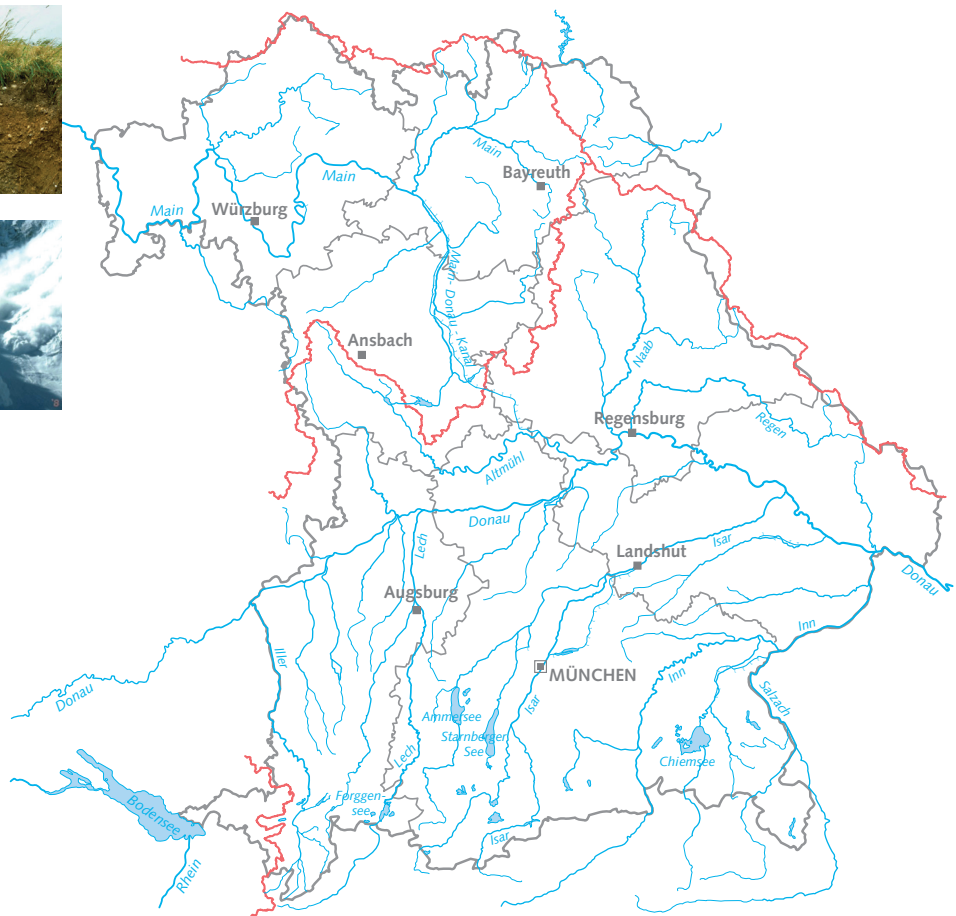 Main
Bayreuth
Main
Main
Würzburg
Main-Donau-Kanal
Ansbach
Naab
Regensburg
Regen
Altmühl
Donau
Lech
Isar
Landshut
Donau
Augsburg
Inn
Iller
MÜNCHEN
Inn
Donau
Isar
Salzach
Ammersee
Starnberger
See
Lech
Chiemsee
Forggen-
see
Bodensee
Isar
Rhein